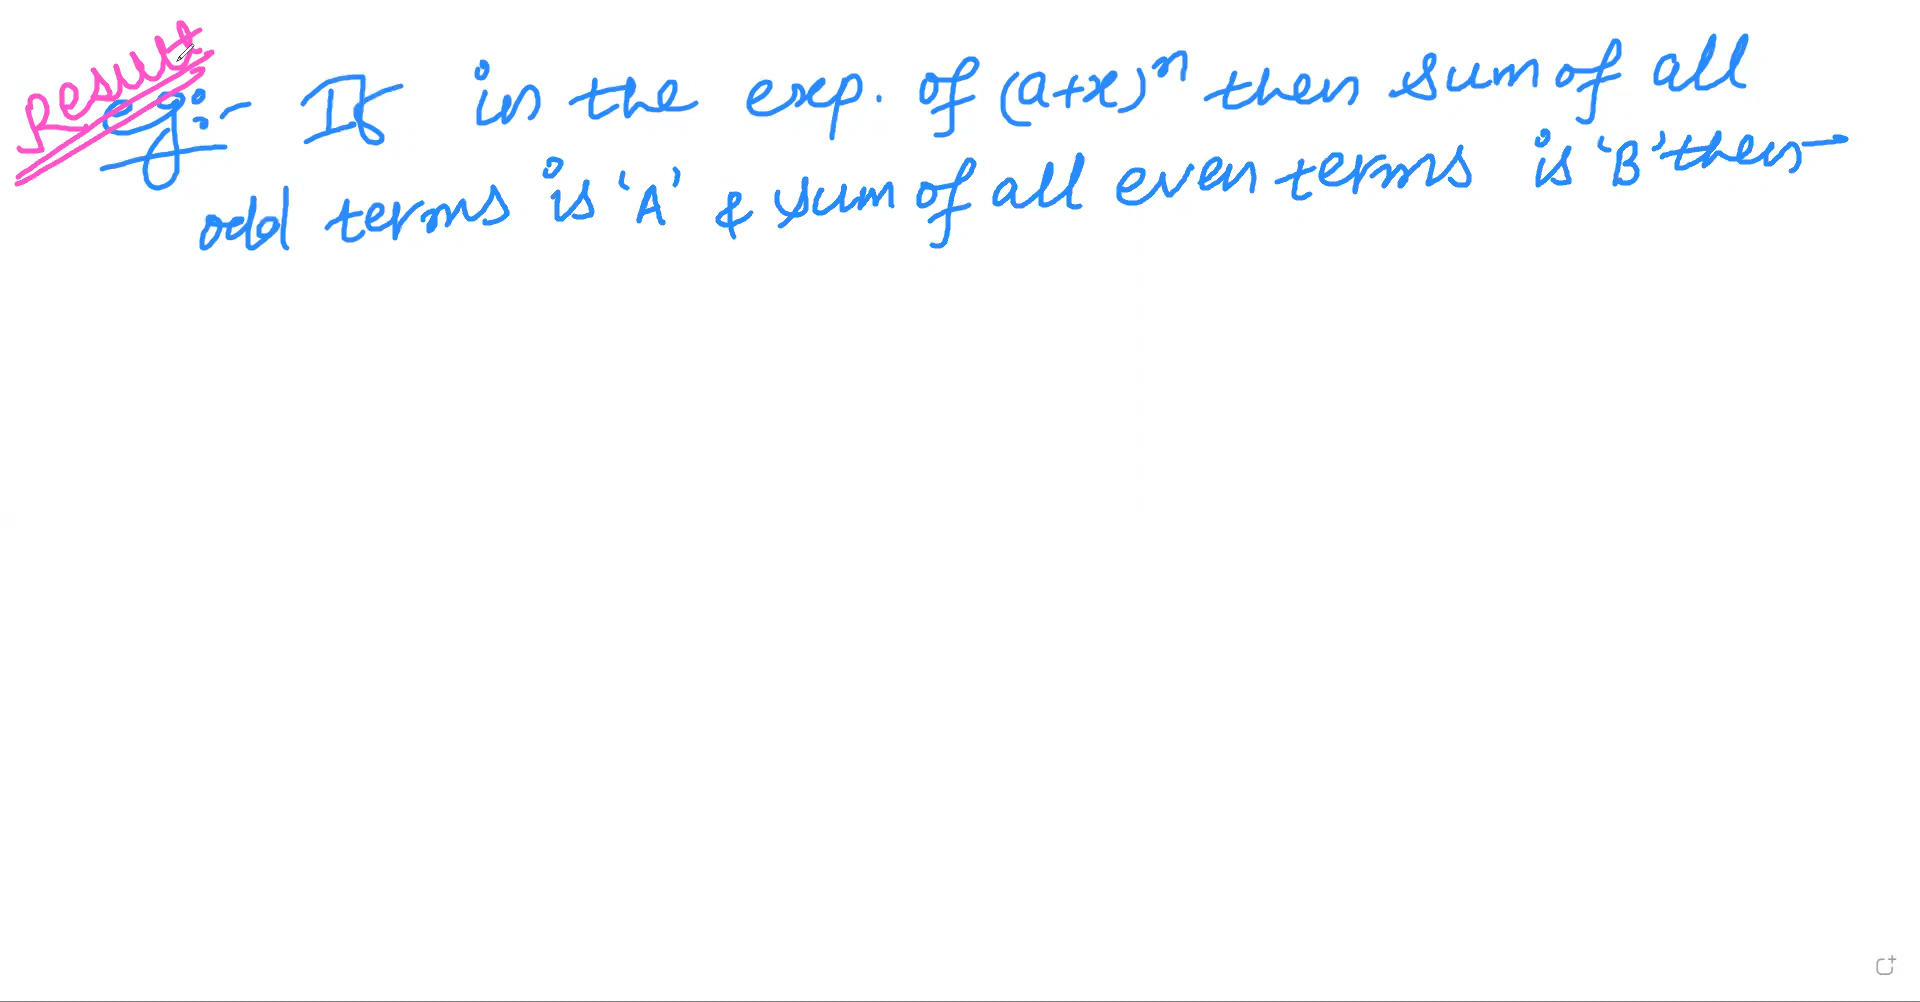 Result
eg:- If in the exp. of (a+x)^n then sum of all
odd terms is 'A' & sum of all even terms is 'B' then